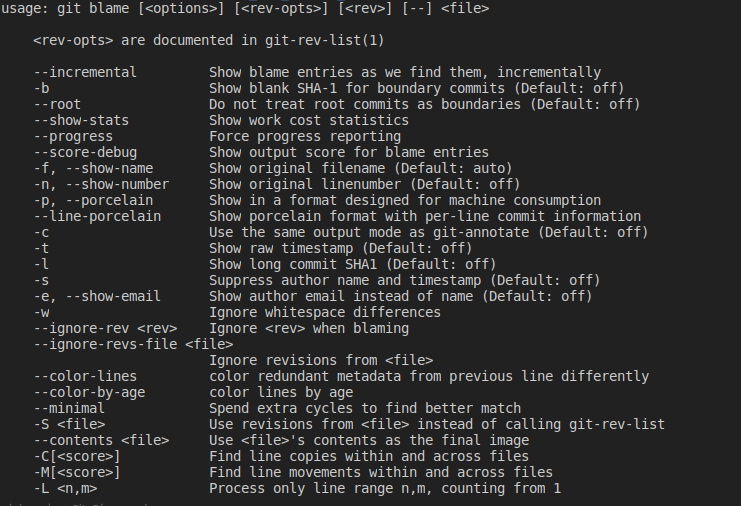 usage: git blame [<options>] [<rev-opts>] [<rev>] [--] <file>

    <rev-opts> are documented in git-rev-list(1)

    --incremental         Show blame entries as we find them, incrementally
    -b                    Show blank SHA-1 for boundary commits (Default: off)
    --root                Do not treat root commits as boundaries (Default: off)
    --show-stats          Show work cost statistics
    --progress            Force progress reporting
    --score-debug         Show output score for blame entries
    -f, --show-name       Show original filename (Default: auto)
    -n, --show-number     Show original linenumber (Default: off)
    -p, --porcelain       Show in a format designed for machine consumption
    --line-porcelain      Show porcelain format with per-line commit information
    -c                    Use the same output mode as git-annotate (Default: off)
    -t                    Show raw timestamp (Default: off)
    -l                    Show long commit SHA1 (Default: off)
    -s                    Suppress author name and timestamp (Default: off)
    -e, --show-email      Show author email instead of name (Default: off)
    -w                    Ignore whitespace differences
    --ignore-rev <rev>    Ignore <rev> when blaming
    --ignore-revs-file <file>
                          Ignore revisions from <file>
    --color-lines         color redundant metadata from previous line differently
    --color-by-age        color lines by age
    --minimal             Spend extra cycles to find better match
    -S <file>             Use revisions from <file> instead of calling git-rev-list
    --contents <file>     Use <file>'s contents as the final image
    -C[<score>]           Find line copies within and across files
    -M[<score>]           Find line movements within and across files
    -L <n,m>              Process only line range n,m, counting from 1